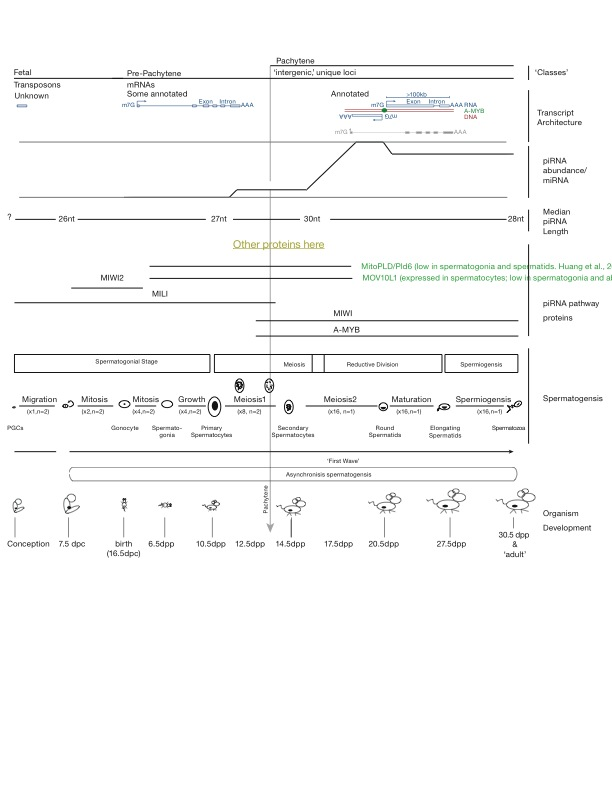 Pachytene
Fetal
Pre-Pachytene
'intergenic,' unique loci
'Classes'
Transposons
Unknown
mRNAs
Some annotated
Annotated
>100kb
m7G
Exon
Intron
AAA
m7G
Exon
Intron
AAA RNA
A-MYB
DNA
AAA
m7G
m7G
AAA
Transcript
Architecture
piRNA
abundance/
miRNA
?
26nt
27nt
30nt
28nt
Median
piRNA
Length
Other proteins here
MitoPLD/Pld6 (low in spermatogonia and spermatids. Huang et al., 2
MOV10L1 (expressed in spermatocytes; low in spermatogonia and ab
MIWI2
MILI
MIWI
A-MYB
piRNA pathway
proteins
Spermatogonial Stage
Meiosis
Reductive Division
Spermiogenesis
Migration
(x1,n=2)
Mitosis
(x2,n=2)
Mitosis
(x4,n=2)
Growth
(x4,n=2)
Meiosis1
(x8, n=2)
Meiosis2
(x16, n=1)
Maturation
(x16,n=1)
Spermiogenesis
(x16,n=1)
Spermatogensis
PGCs
Gonocyte
Spermato-
gonia
Primary
Spermalocytes
Secondary
Spermatocytes
Round
Spermatids
Elongating
Spermatids
Spermatozoa
'First Wave'
Asynchronisis spermatogensis
Pachytene
Organism
Development
Conception
7.5 dpc
birth
(16.5dpc)
6.5dpp
10.5dpp
12.5dpp
14.5dpp
17.5dpp
20.5dpp
27.5dpp
30.5 dpp
&
'adult'